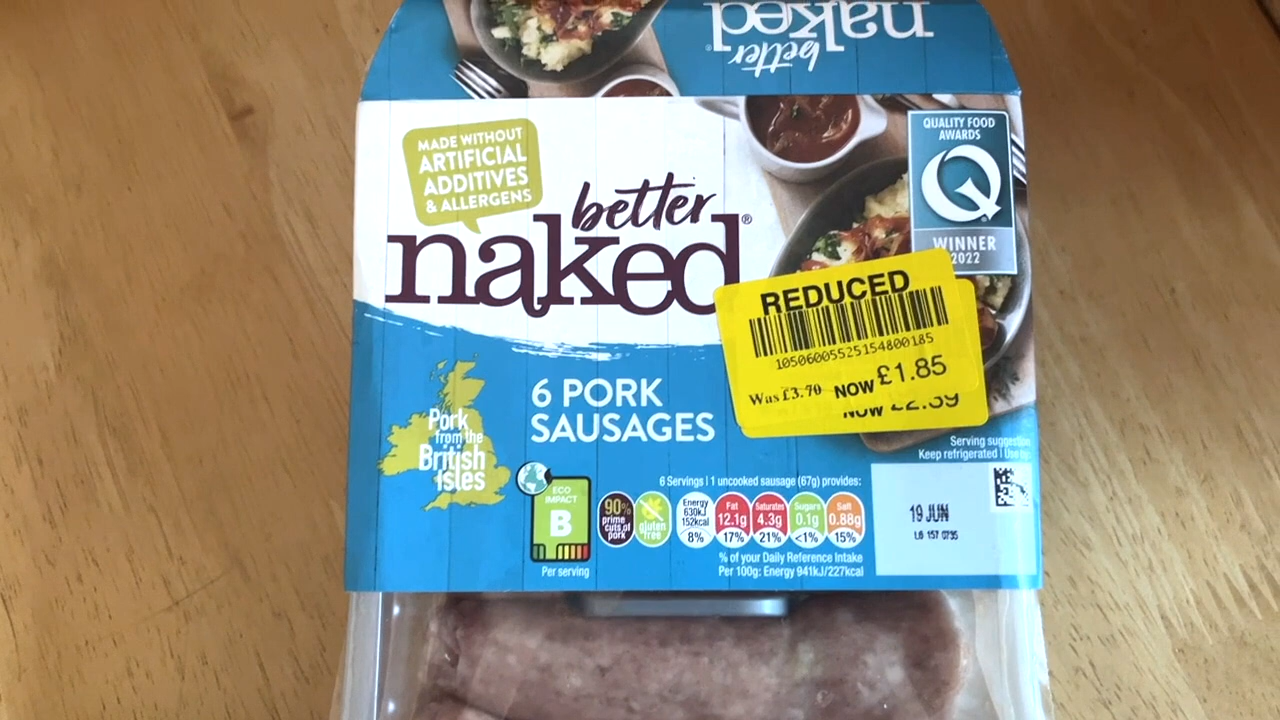 better
naked
MADE WITHOUT
ARTIFICIAL
ADDITIVES
& ALLERGENS
better
naked®
QUALITY FOOD
AWARDS
Q
WINNER
2022
REDUCED
10506005525154800185
Was £3.70 NOW £1.85
NOW £2.59
6 PORK
SAUSAGES
Pork
from the
British
Isles
Serving suggestion
Keep refrigerated | Use by:
ECO
IMPACT
B
Per serving
90%
prime
cuts of
pork
gluten
free
6 Servings | 1 uncooked sausage (67g) provides:
Energy
630kJ
152kcal
8%
Fat
12.1g
17%
Saturates
4.3g
21%
Sugars
0.1g
<1%
Salt
0.88g
15%
% of your Daily Reference Intake
Per 100g: Energy 941kJ/227kcal
19 JUN
L6 157 0735